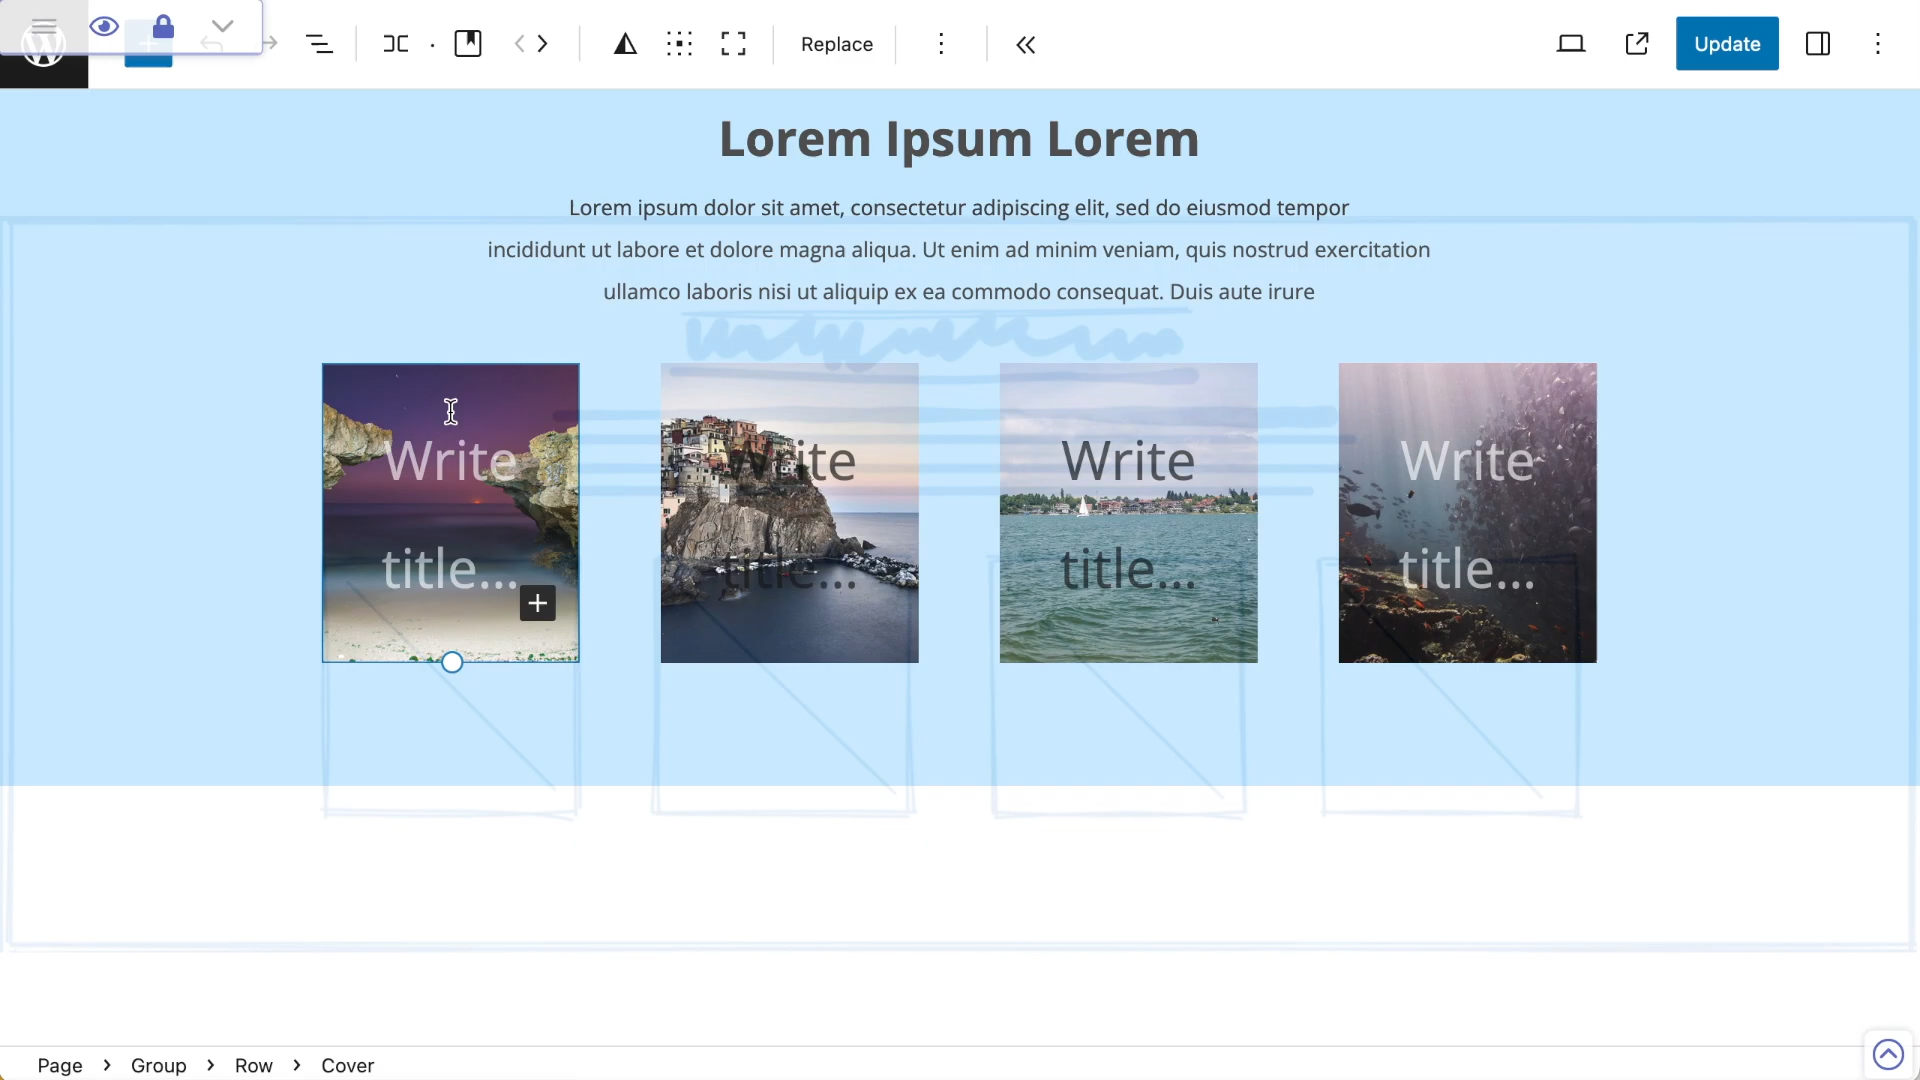 Replace
Update
Lorem Ipsum Lorem
Lorem ipsum dolor sit amet, consectetur adipiscing elit, sed do eiusmod tempor
incididunt ut labore et dolore magna aliqua. Ut enim ad minim veniam, quis nostrud exercitation
ullamco laboris nisi ut aliquip ex ea commodo consequat. Duis aute irure
Write
title...
Write
title...
Write
title...
Write
title...
Page > Group > Row > Cover